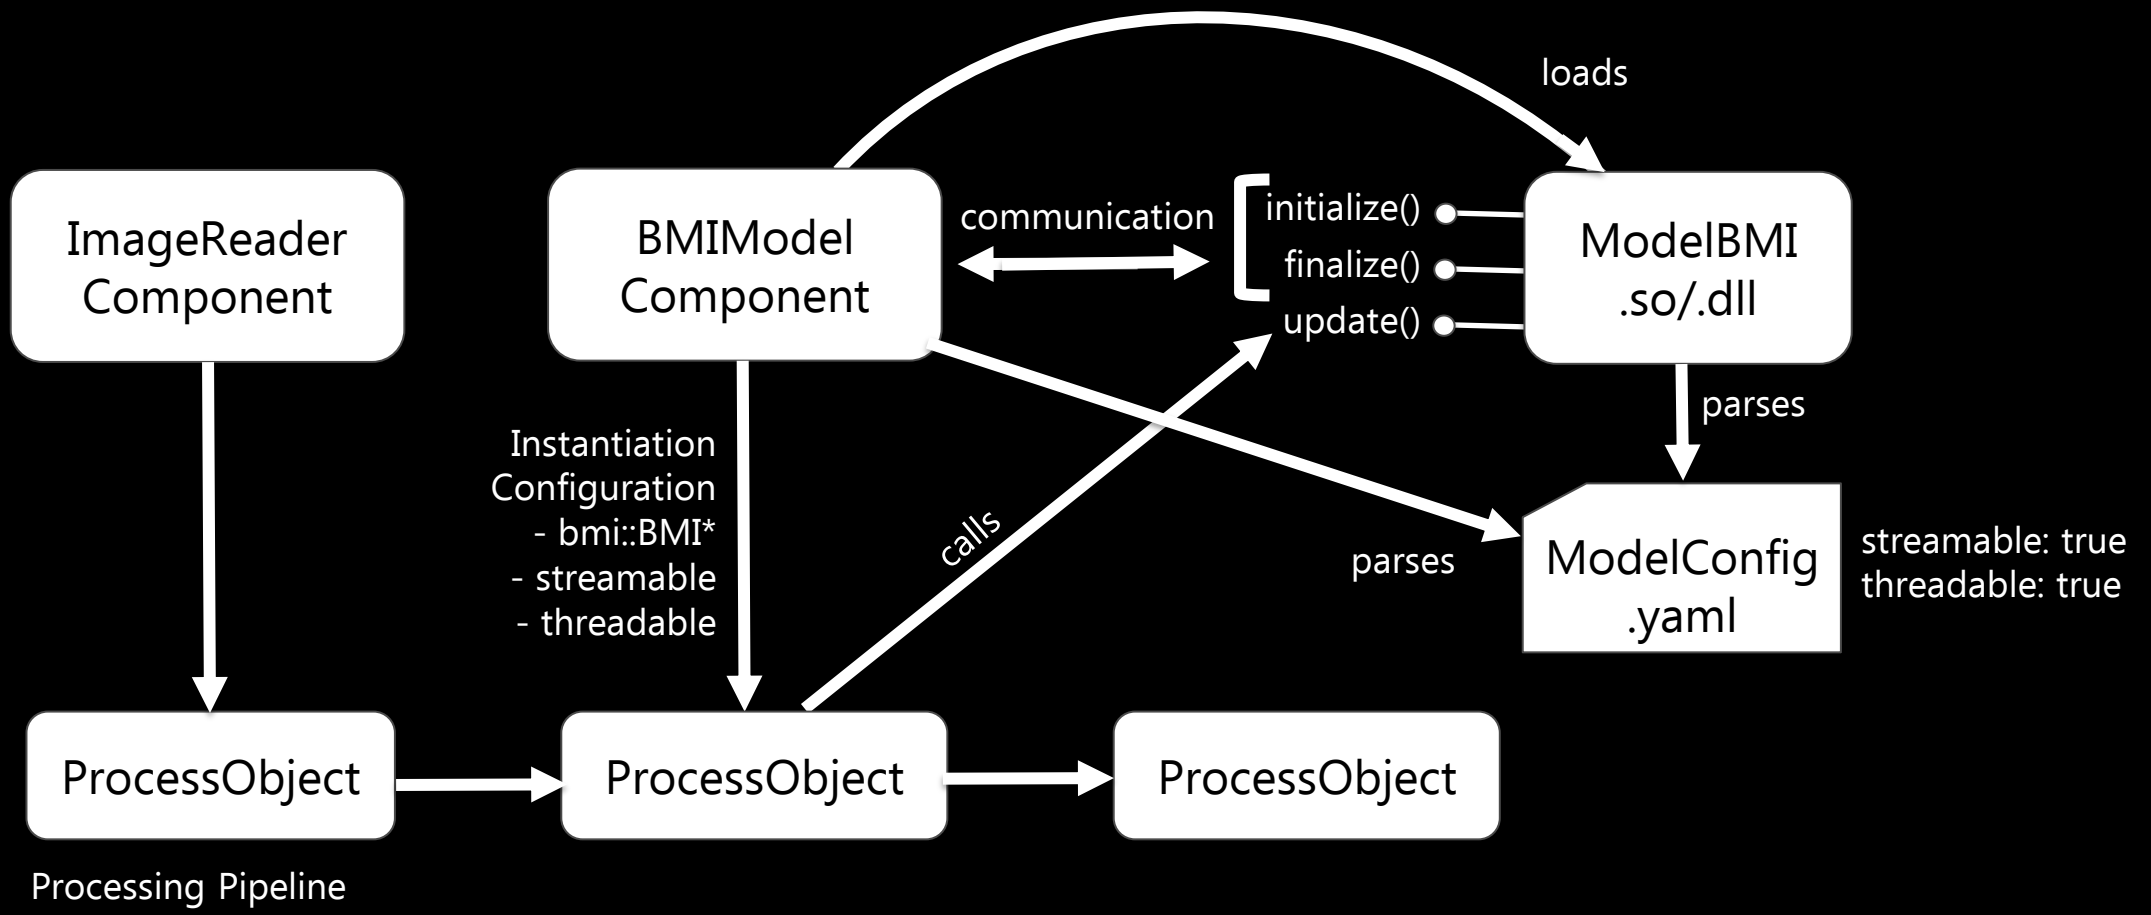 loads
ImageReader
Component
BMIModel
Component
communication
initialize()
finalize()
update()
ModelBMI
.so/.dll
parses
Instantiation
Configuration
- bmi::BMI*
- streamable
- threadable
calls
parses
ModelConfig
.yaml
streamable: true
threadable: true
ProcessObject
ProcessObject
ProcessObject
Processing Pipeline